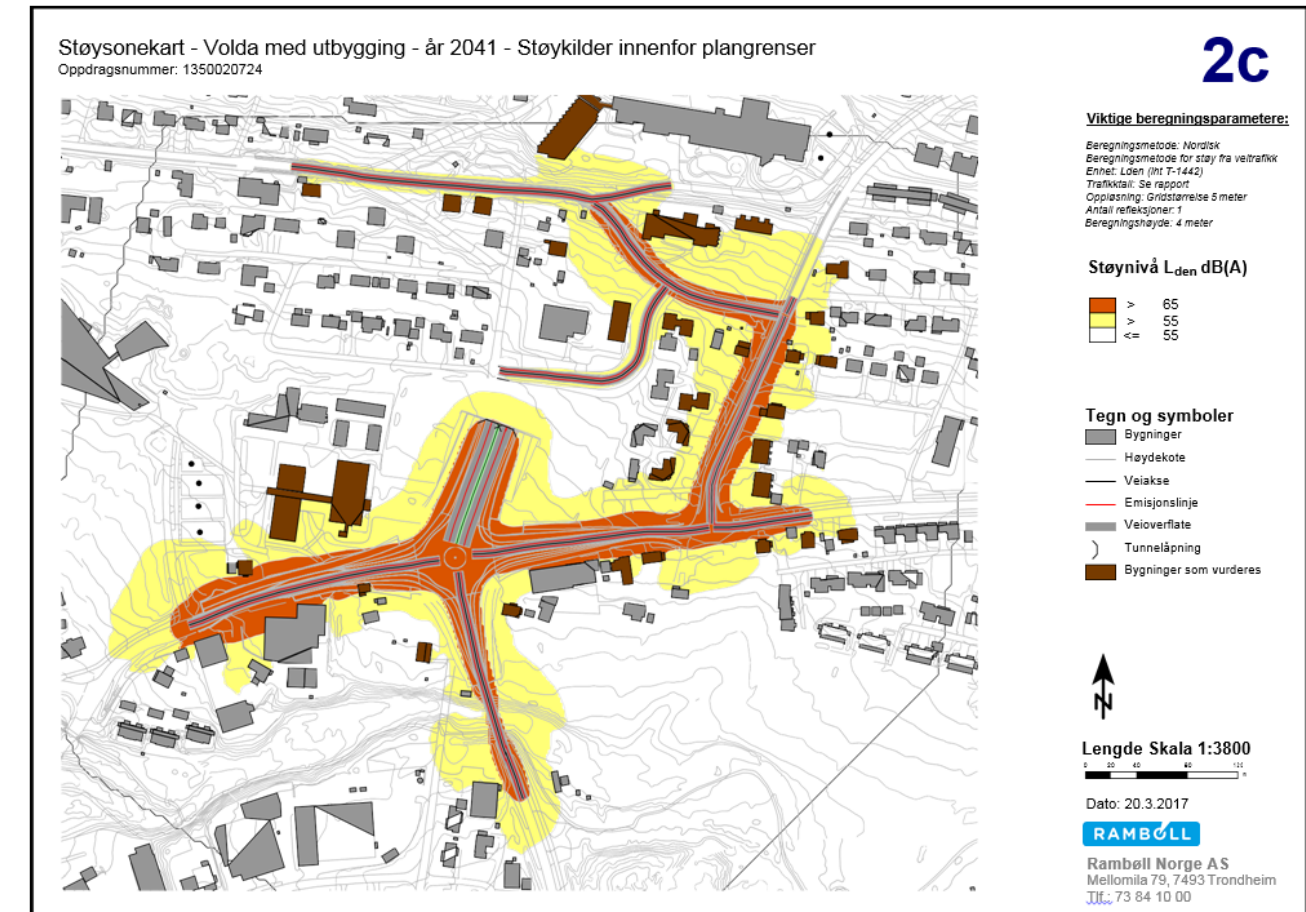 Støysonekart - Volda med utbygging - år 2041 - Støykilder innenfor plangrenser
Oppdragsnummer: 1350020724
2c
Viktige beregningsparametere:
Beregningsmetode: Nordisk
Beregningsmetode for støy fra veitrafikk
Enhet: Lden (iht T-1442)
Trafikktall: Se rapport
Oppløsning: Gridstørrelse 5 meter
Antall refleksjoner: 1
Beregningshøyde: 4 meter
Støynivå Lden dB(A)
> 65
> 55
<= 55
Tegn og symboler
Bygninger
Høydekote
Veiakse
Emisjonslinje
Veioverflate
Tunnelåpning
Bygninger som vurderes
N
Lengde Skala 1:3800
0 20 40 80 120
m
Dato: 20.3.2017
RAMBOLL
Rambøll Norge AS
Mellomila 79, 7493 Trondheim
Tlf.: 73 84 10 00